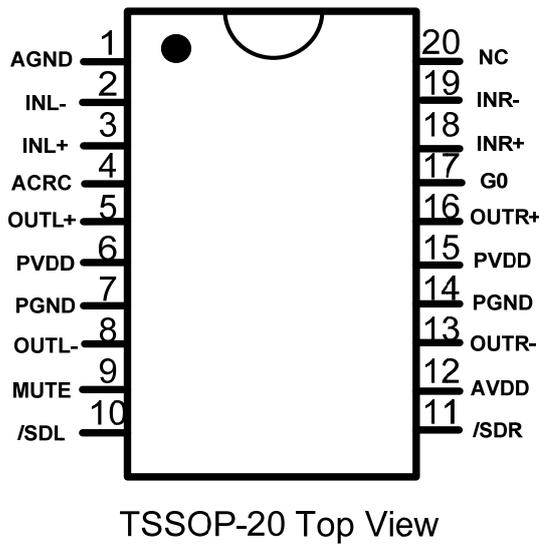 AGND 1 20 NC
INL- 2 19 INR-
INL+ 3 18 INR+
ACRC 4 17 G0
OUTL+ 5 16 OUTR+
PVDD 6 15 PVDD
PGND 7 14 PGND
OUTL- 8 13 OUTR-
MUTE 9 12 AVDD
/SDL 10 11 /SDR
TSSOP-20 Top View